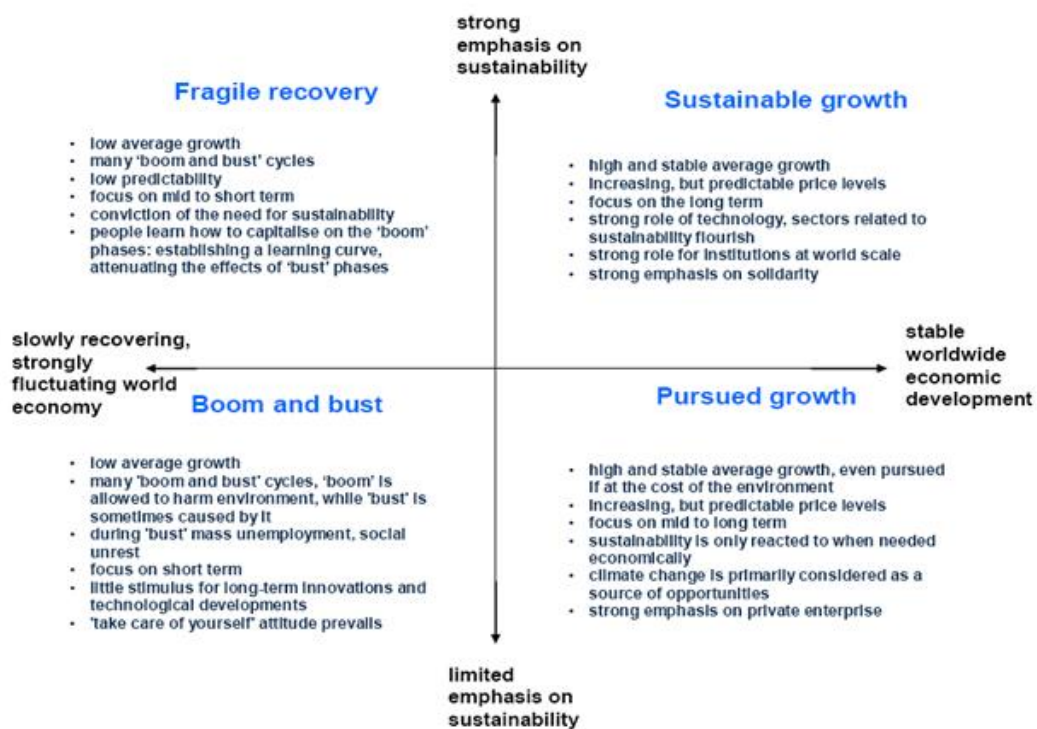 strong
emphasis on
sustainability
Fragile recovery
• low average growth
• many ‘boom and bust’ cycles
• low predictability
• focus on mid to short term
• conviction of the need for sustainability
• people learn how to capitalise on the ‘boom’
phases: establishing a learning curve,
attenuating the effects of ‘bust’ phases
Sustainable growth
• high and stable average growth
• increasing, but predictable price levels
• focus on the long term
• strong role of technology, sectors related to
sustainability flourish
• strong role for institutions at world scale
• strong emphasis on solidarity
slowly recovering,
strongly
fluctuating world
economy
stable
worldwide
economic
development
Boom and bust
• low average growth
• many 'boom and bust' cycles, 'boom' is
allowed to harm environment, while 'bust' is
sometimes caused by it
• during 'bust' mass unemployment, social
unrest
• focus on short term
• little stimulus for long-term innovations and
technological developments
• 'take care of yourself' attitude prevails
Pursued growth
• high and stable average growth, even pursued
if at the cost of the environment
• increasing, but predictable price levels
• focus on mid to long term
• sustainability is only reacted to when needed
economically
• climate change is primarily considered as a
source of opportunities
• strong emphasis on private enterprise
limited
emphasis on
sustainability